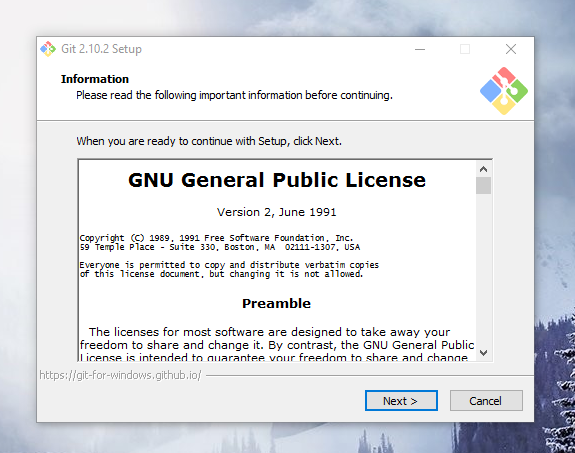 Git 2.10.2 Setup
Information
Please read the following important information before continuing.
When you are ready to continue with Setup, click Next.
GNU General Public License
Version 2, June 1991
Copyright (C) 1989, 1991 Free Software Foundation, Inc.
59 Temple Place - Suite 330, Boston, MA  02111-1307, USA
Everyone is permitted to copy and distribute verbatim copies
of this license document, but changing it is not allowed.
Preamble
The licenses for most software are designed to take away your
freedom to share and change it. By contrast, the GNU General Public
License is intended to guarantee your freedom to share and change
https://git-for-windows.github.io/
Next >
Cancel